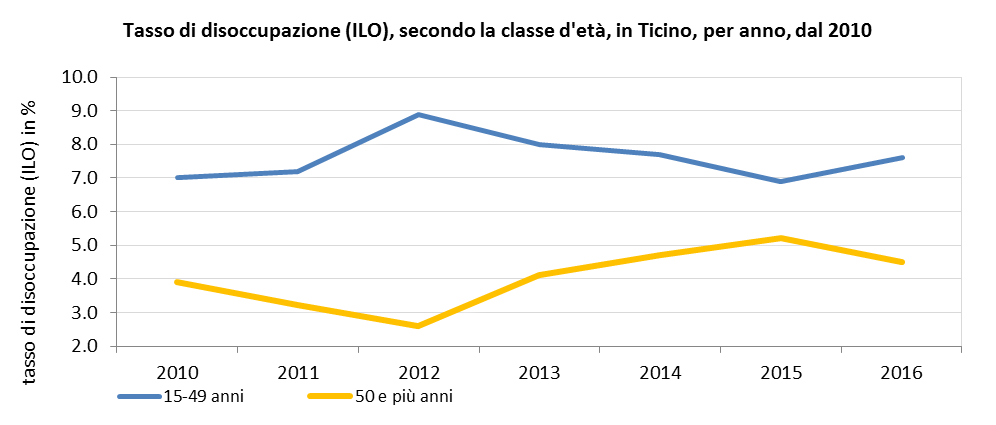 Tasso di disoccupazione (ILO), secondo la classe d'età, in Ticino, per anno, dal 2010
tasso di disoccupazione (ILO) in %
10.0
9.0
8.0
7.0
6.0
5.0
4.0
3.0
2.0
2010 2011 2012 2013 2014 2015 2016
15-49 anni 50 e più anni